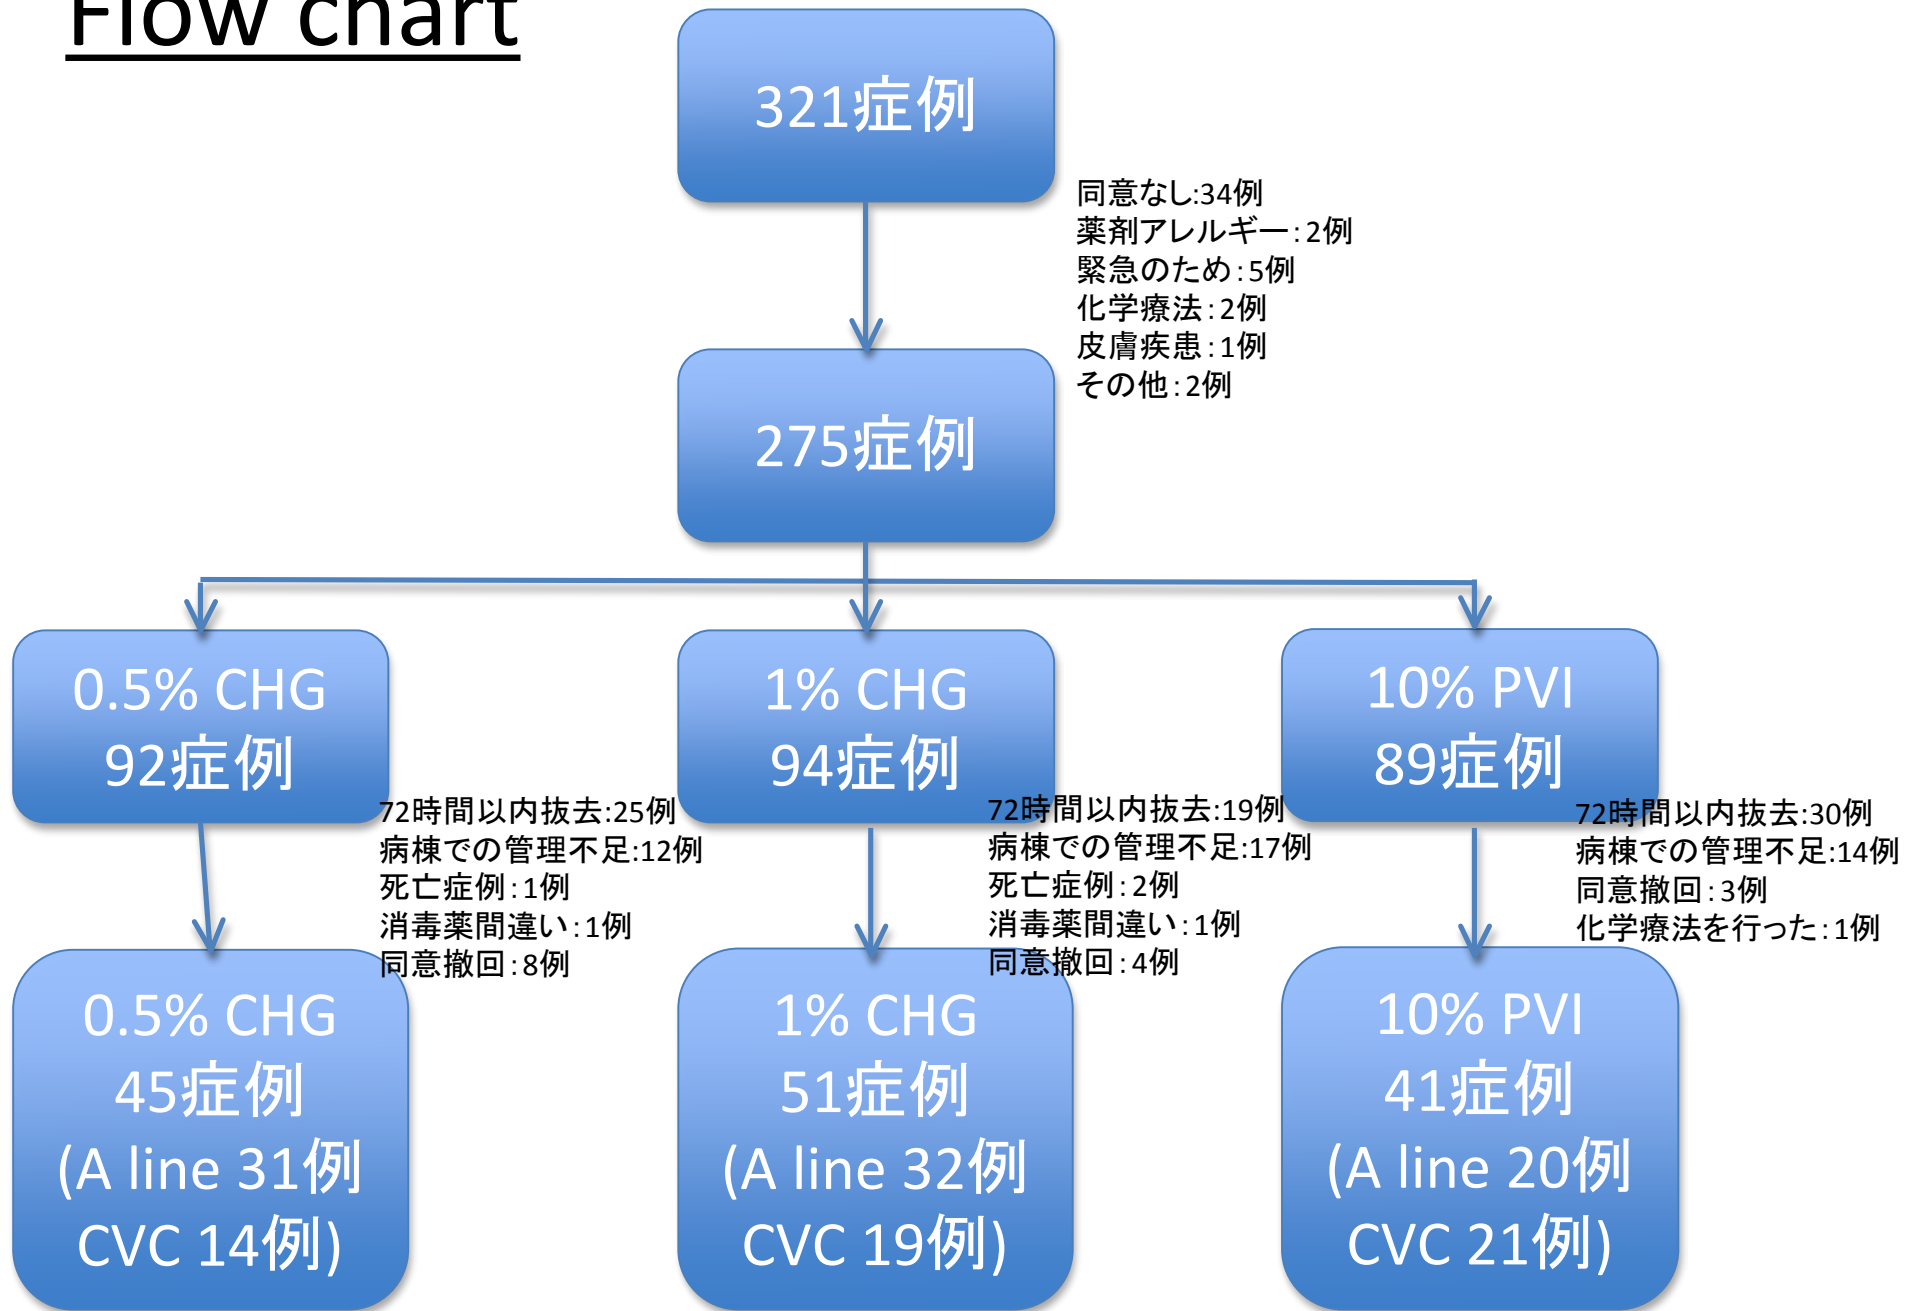 Flow chart
321症例
同意なし:34例
薬剤アレルギー:2例
緊急のため:5例
化学療法:2例
皮膚疾患:1例
その他:2例
275症例
0.5% CHG
92症例
1% CHG
94症例
10% PVI
89症例
72時間以内抜去:25例
病棟での管理不足:12例
死亡症例:1例
消毒薬間違い:1例
同意撤回:8例
72時間以内抜去:19例
病棟での管理不足:17例
死亡症例:2例
消毒薬間違い:1例
同意撤回:4例
72時間以内抜去:30例
病棟での管理不足:14例
同意撤回:3例
化学療法を行った:1例
0.5% CHG
45症例
(A line 31例
CVC 14例)
1% CHG
51症例
(A line 32例
CVC 19例)
10% PVI
41症例
(A line 20例
CVC 21例)